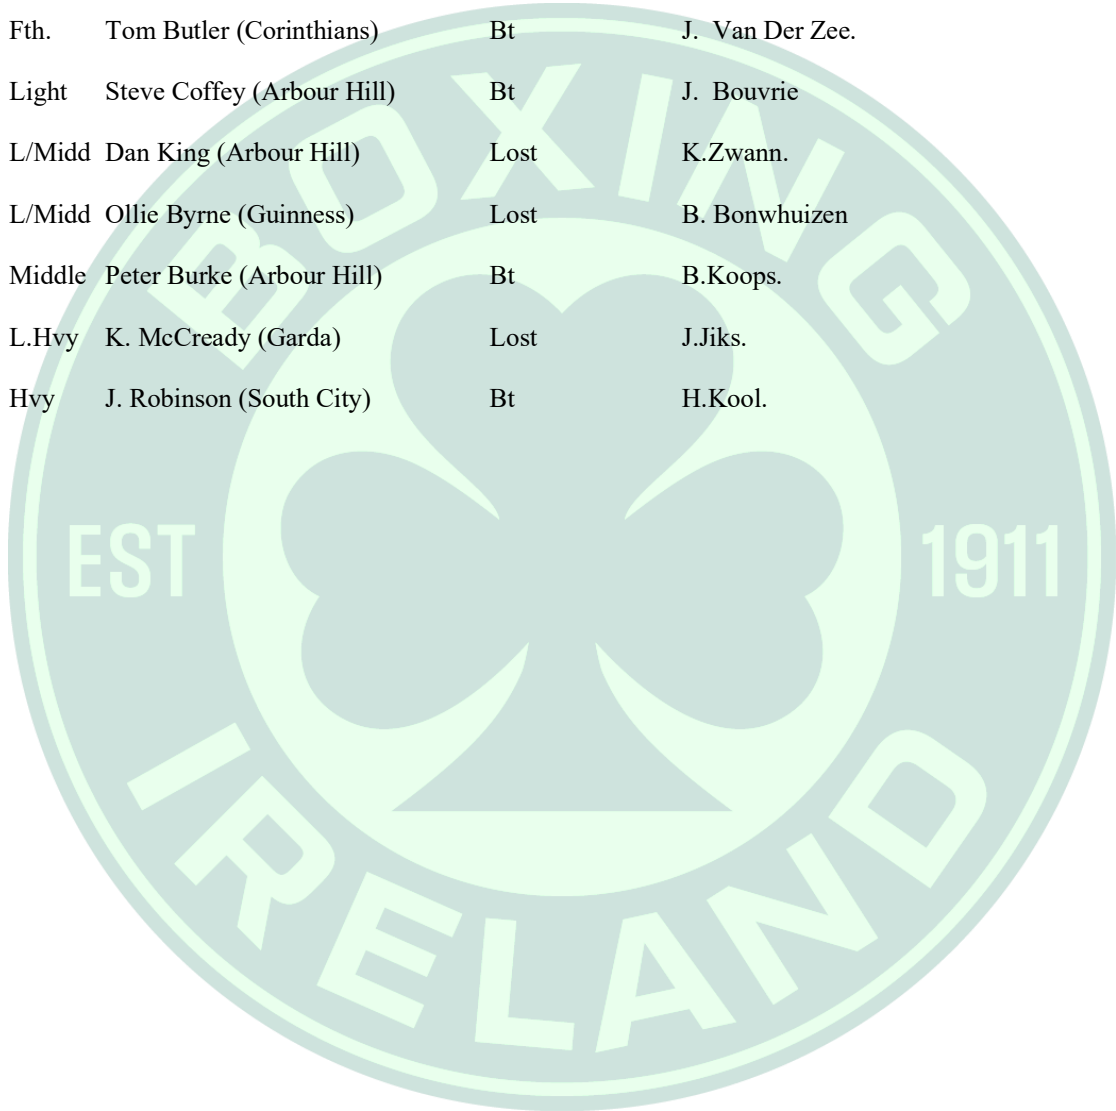 Fth. Tom Butler (Corinthians) Bt J. Van Der Zee.
Light Steve Coffey (Arbour Hill) Bt J. Bouvrie
L/Midd Dan King (Arbour Hill) Lost K.Zwann.
L/Midd Ollie Byrne (Guinness) Lost B. Bonwhuizen
Middle Peter Burke (Arbour Hill) Bt B.Koops.
L.Hvy K. McCready (Garda) Lost J.Jiks.
Hvy J. Robinson (South City) Bt H.Kool.
BOXING
EST 1911
IRELAND